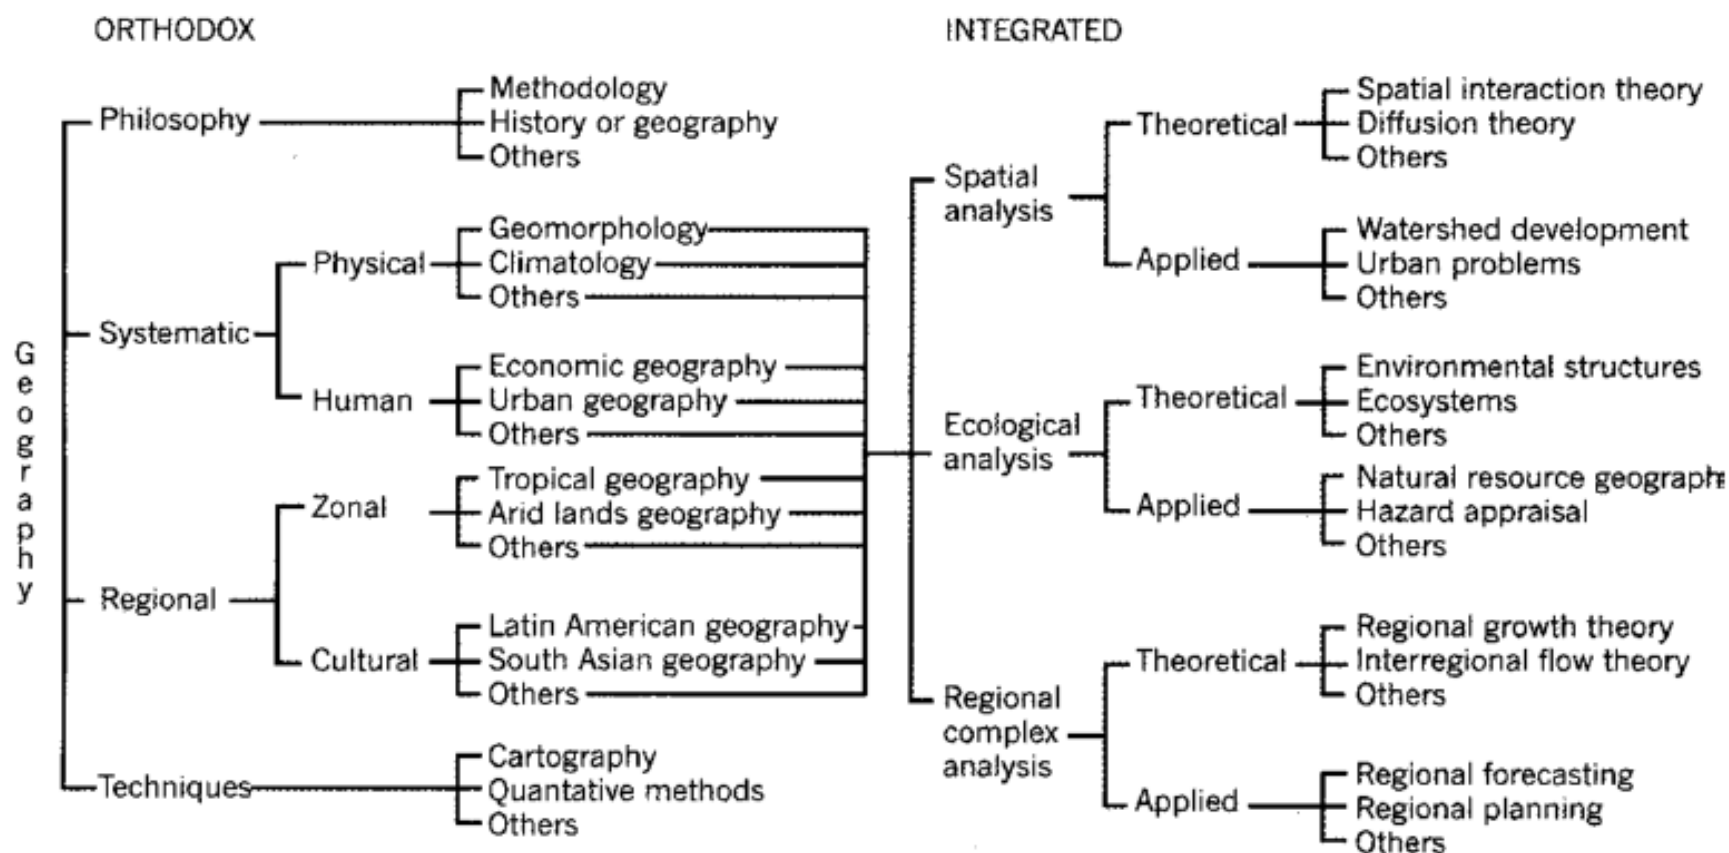 ORTHODOX
INTEGRATED
Geography
Philosophy
Methodology
History or geography
Others
Systematic
Physical
Geomorphology
Climatology
Others
Human
Economic geography
Urban geography
Others
Regional
Zonal
Tropical geography
Arid lands geography
Others
Cultural
Latin American geography
South Asian geography
Others
Techniques
Cartography
Quantative methods
Others
Spatial
analysis
Theoretical
Spatial interaction theory
Diffusion theory
Others
Applied
Watershed development
Urban problems
Others
Ecological
analysis
Theoretical
Environmental structures
Ecosystems
Others
Applied
Natural resource geograph
Hazard appraisal
Others
Regional
complex
analysis
Theoretical
Regional growth theory
Interregional flow theory
Others
Applied
Regional forecasting
Regional planning
Others